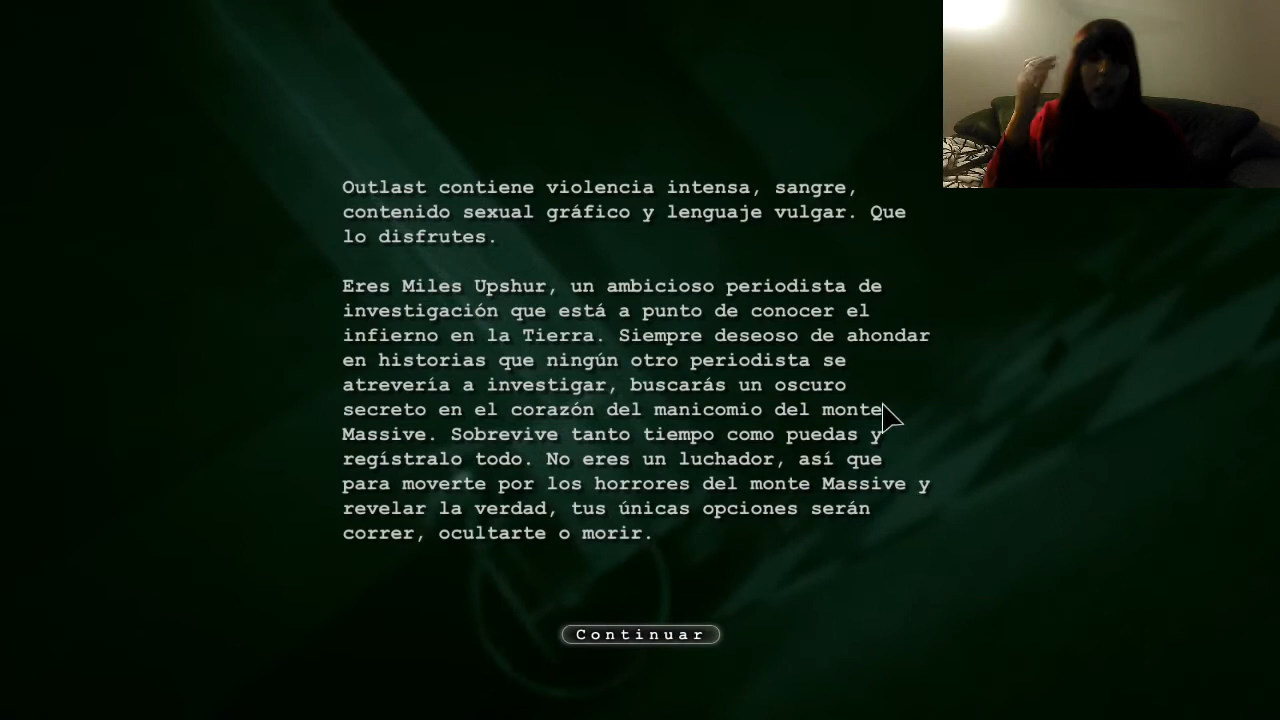 Outlast contiene violencia intensa, sangre,
contenido sexual gráfico y lenguaje vulgar. Que
lo disfrutes.
Eres Miles Upshur, un ambicioso periodista de
investigación que está a punto de conocer el
infierno en la Tierra. Siempre deseoso de ahondar
en historias que ningún otro periodista se
atrevería a investigar, buscarás un oscuro
secreto en el corazón del manicomio del monte
Massive. Sobrevive tanto tiempo como puedas y
regístralo todo. No eres un luchador, así que
para moverte por los horrores del monte Massive y
revelar la verdad, tus únicas opciones serán
correr, ocultarte o morir.
Continuar